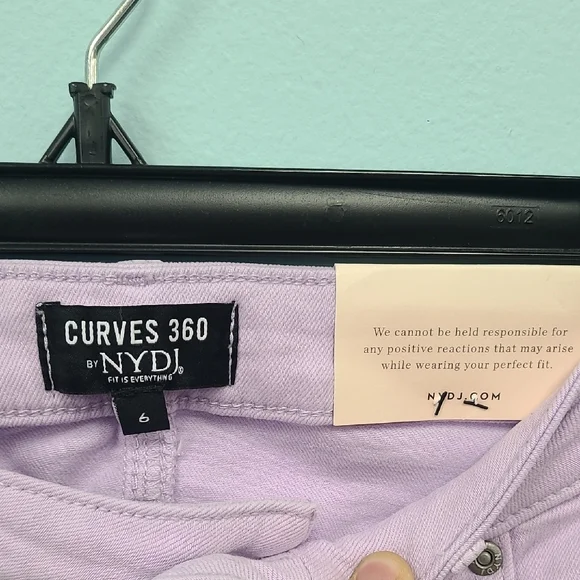 6012
CURVES 360
BY NYDJ®
FIT IS EVERYTHING
6
We cannot be held responsible for
any positive reactions that may arise
while wearing your perfect fit.
NYDJ.COM